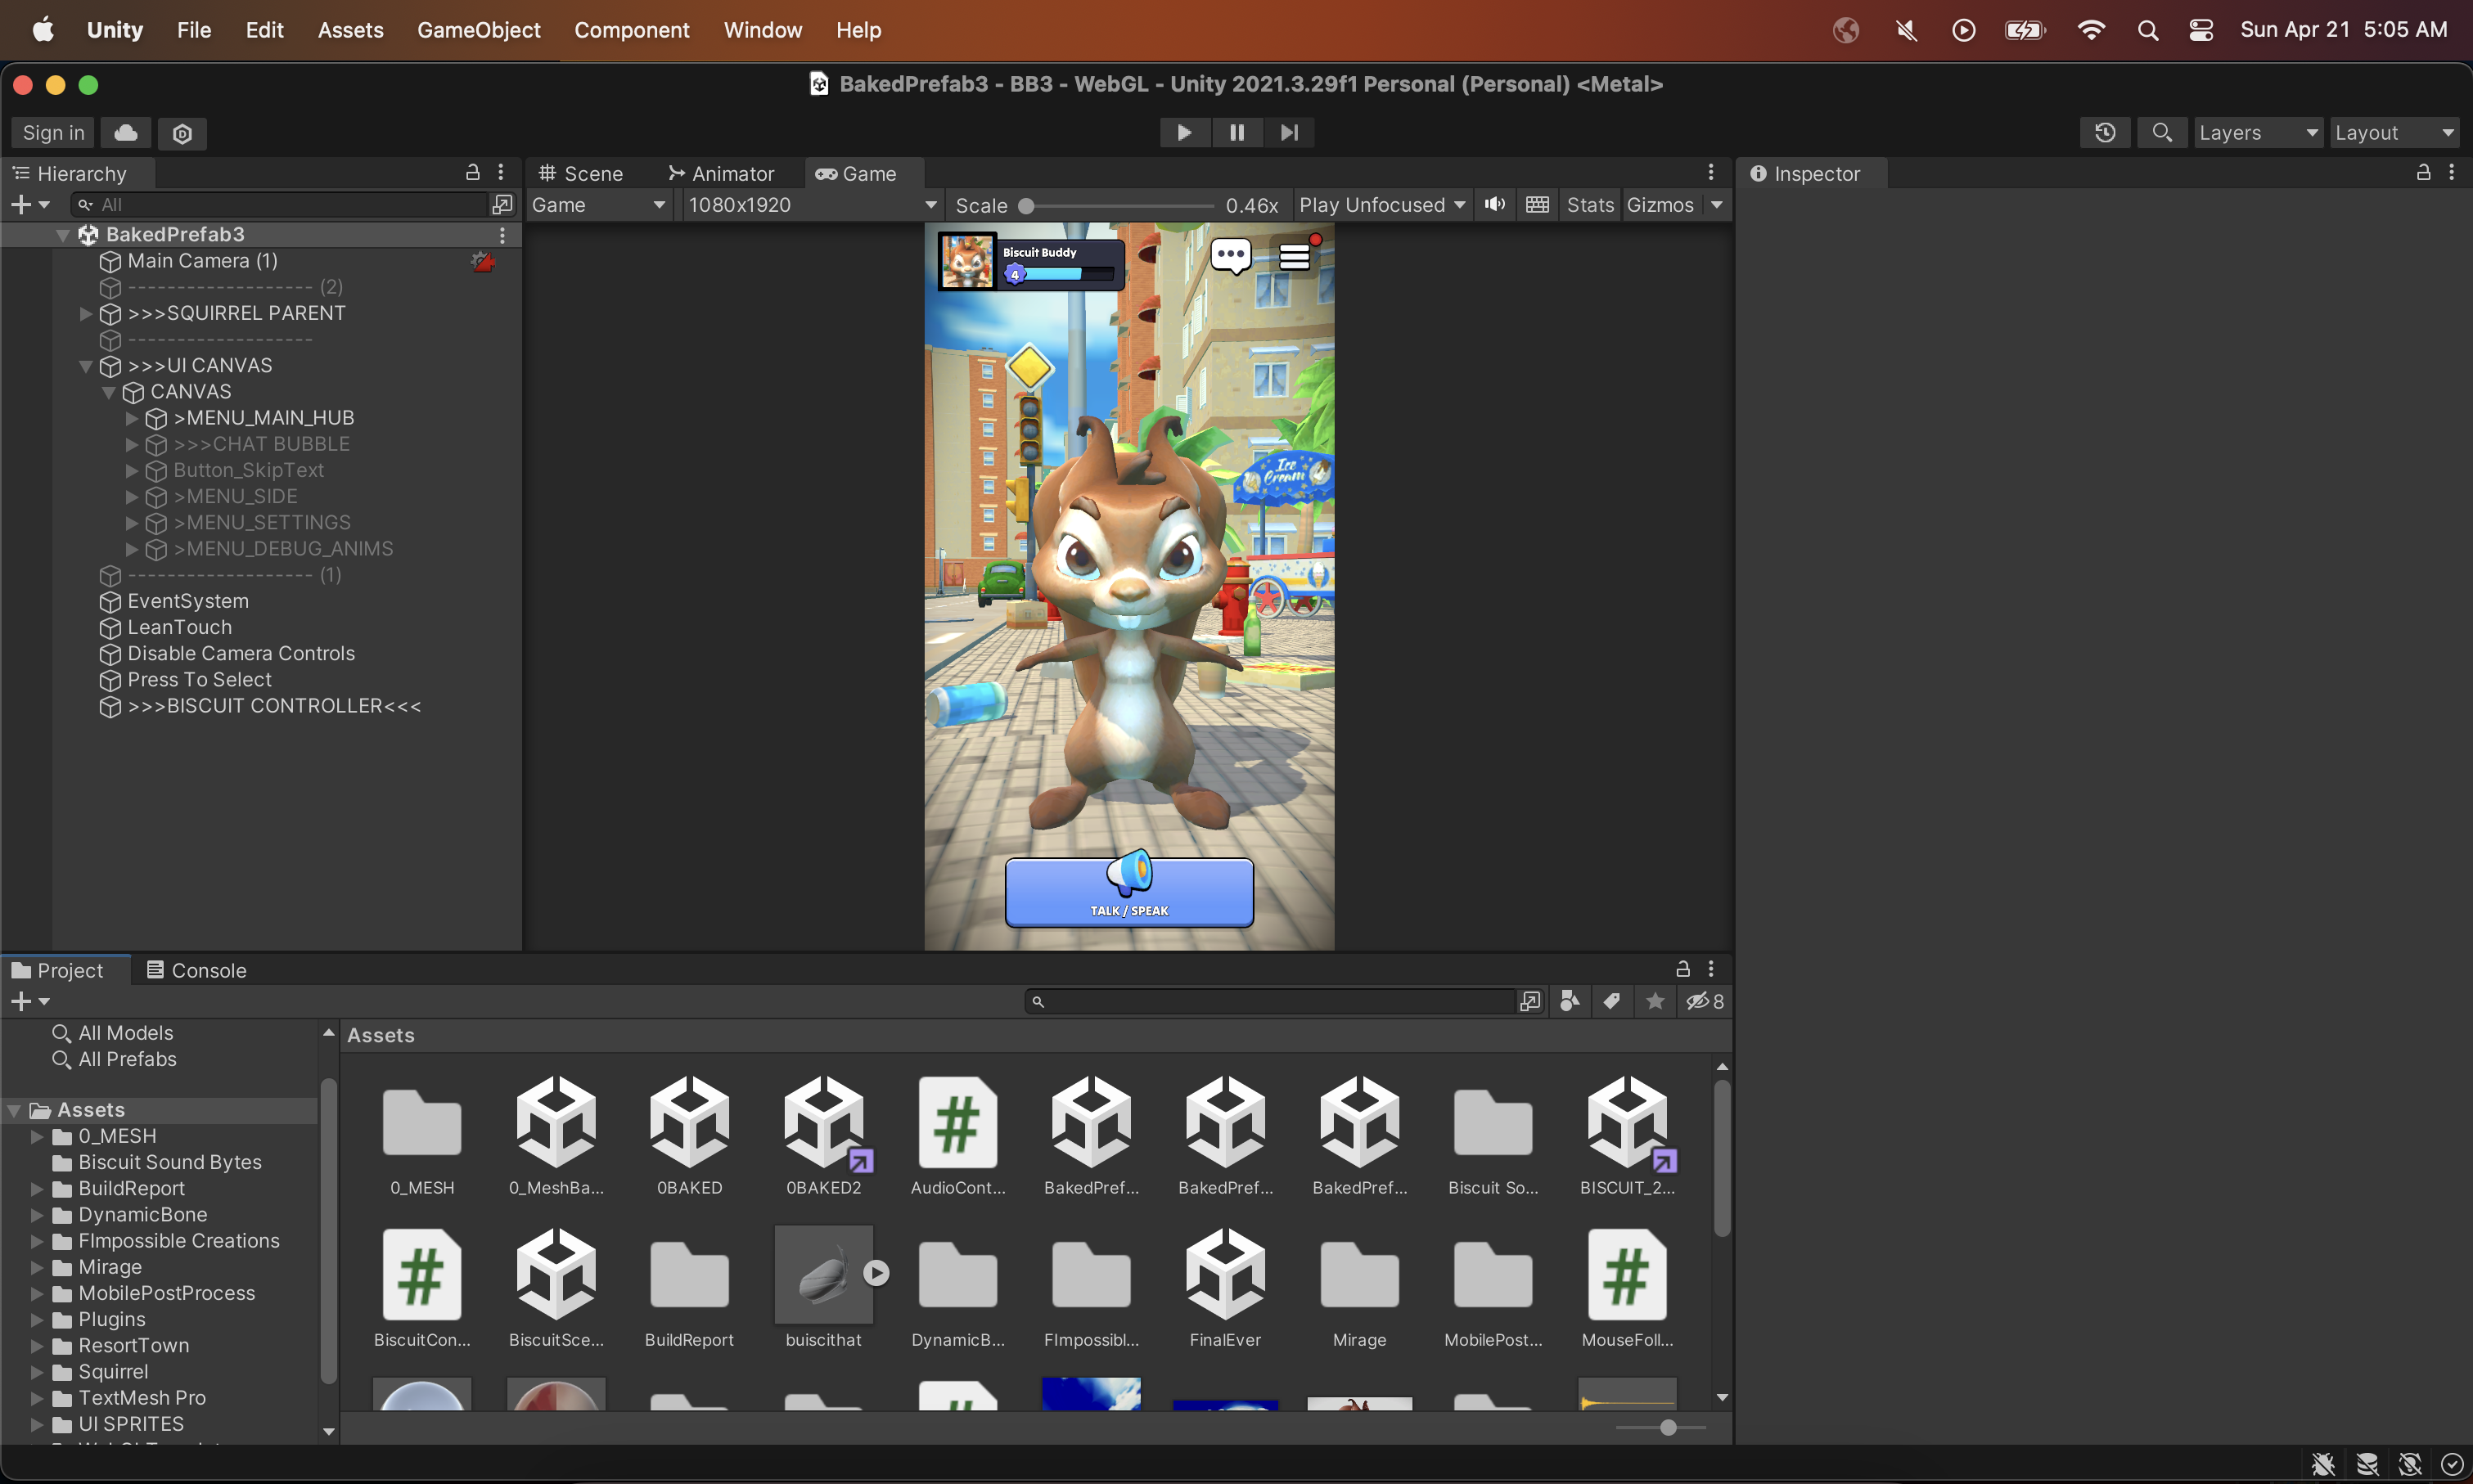 Unity File Edit Assets GameObject Component Window Help Sun Apr 21 5:05 AM
BakedPrefab3 - BB3 - WebGL - Unity 2021.3.29f1 Personal (Personal) <Metal>
Sign in Layers Layout
Hierarchy
All
BakedPrefab3
Main Camera (1)
-------------------- (2)
>>>SQUIRREL PARENT
--------------------
>>>UI CANVAS
CANVAS
>MENU_MAIN_HUB
>>>CHAT BUBBLE
Button_SkipText
>MENU_SIDE
>MENU_SETTINGS
>MENU_DEBUG_ANIMS
-------------------- (1)
EventSystem
LeanTouch
Disable Camera Controls
Press To Select
>>>BISCUIT CONTROLLER<<<
Scene Animator Game
Game 1080x1920 Scale 0.46x Play Unfocused Stats Gizmos
Biscuit Buddy
4
Ice
Cream
TALK / SPEAK
Inspector
Project Console
8
All Models
All Prefabs
Assets
0_MESH
Biscuit Sound Bytes
BuildReport
DynamicBone
FImpossible Creations
Mirage
MobilePostProcess
Plugins
ResortTown
Squirrel
TextMesh Pro
UI SPRITES
Assets
0_MESH 0_MeshBa... 0BAKED 0BAKED2 AudioCont... BakedPref... BakedPref... BakedPref... Biscuit So... BISCUIT_2...
BiscuitCon... BiscuitSce... BuildReport buiscithat DynamicB... FImpossibl... FinalEver Mirage MobilePost... MouseFoll...